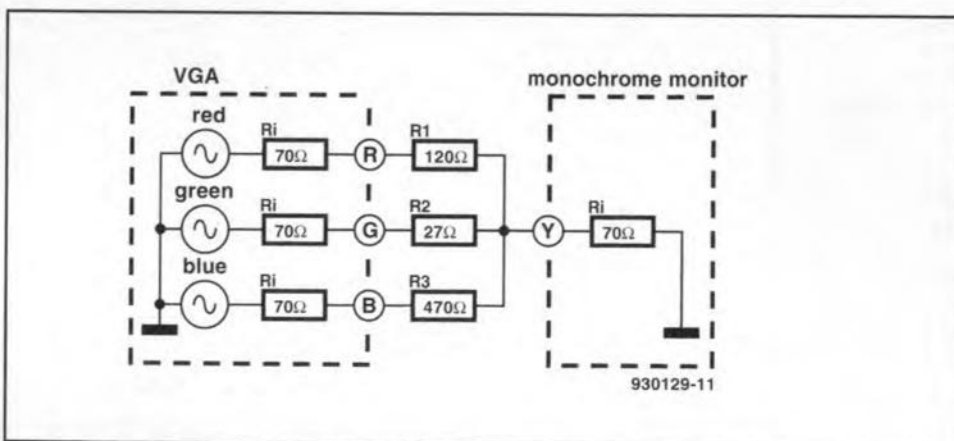 VGA
monochrome monitor
red
Ri
70Ω
R
R1
120Ω
green
Ri
70Ω
G
R2
27Ω
Y
Ri
70Ω
blue
Ri
70Ω
B
R3
470Ω
930129-11